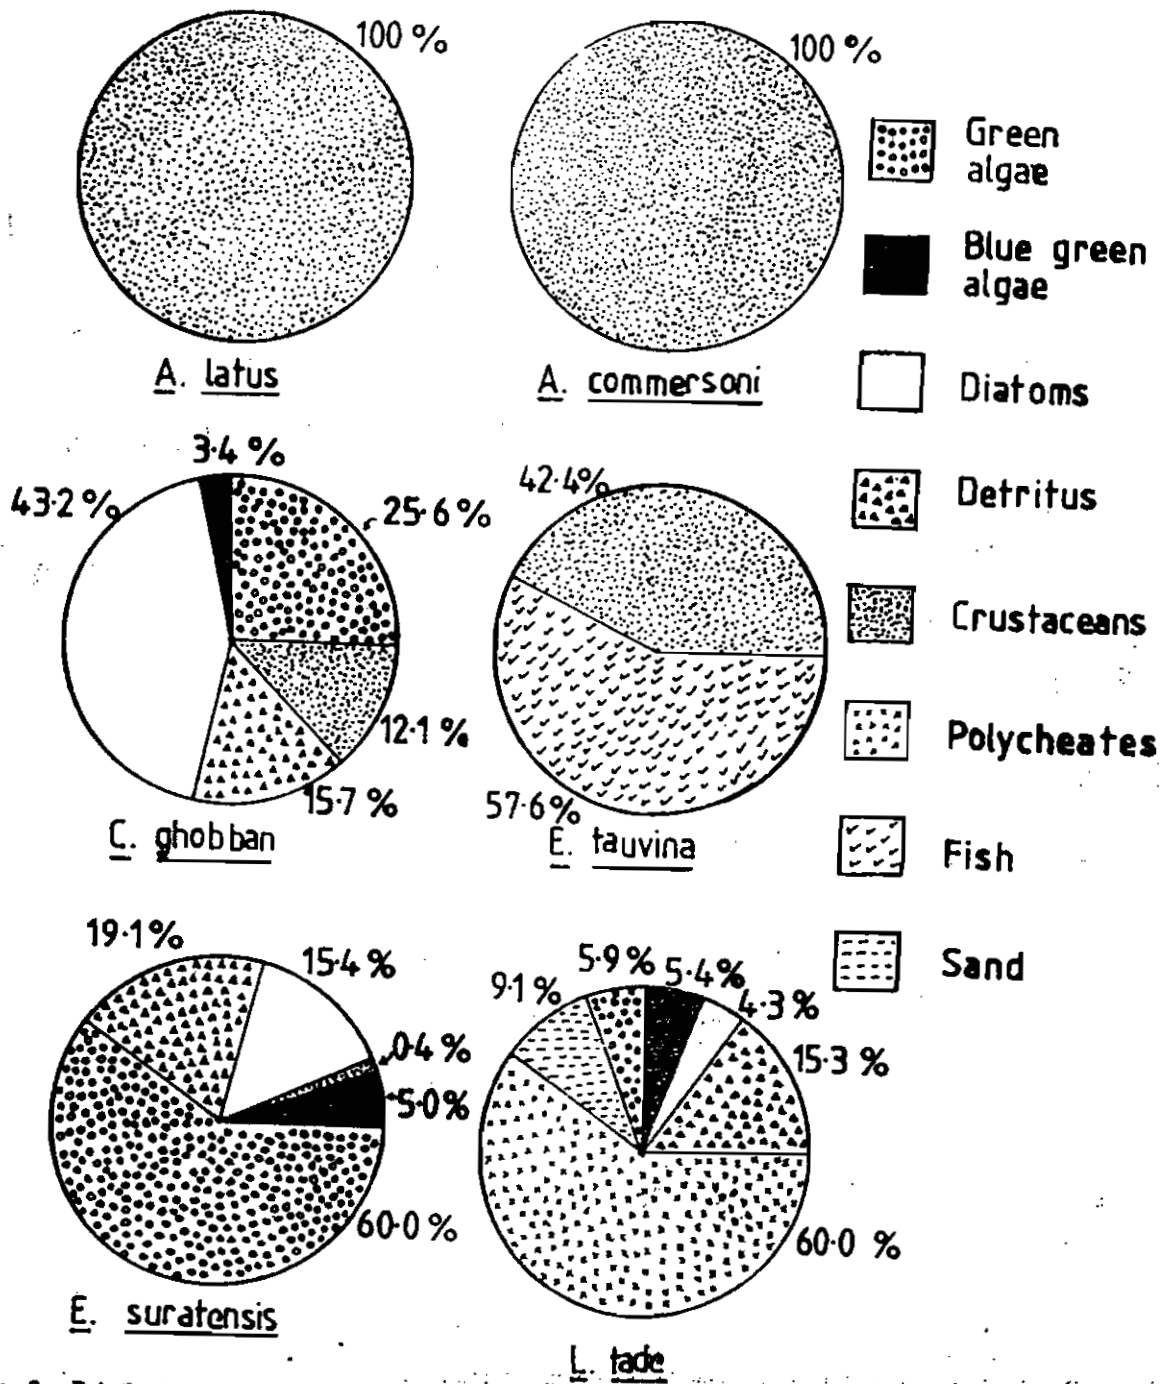 100 %
100 %
A. latus
A. commersoni
Green
algae
Blue green
algae
Diatoms
Detritus
Crustaceans
Polycheates
Fish
Sand
3.4 %
43.2 %
25.6 %
12.1 %
15.7 %
C. ghobban
42.4%
57.6%
E. tauvina
19.1%
15.4 %
0.4 %
5.0%
60.0 %
E. suratensis
9.1 %
5.9 %
5.4%
4.3%
15.3 %
60.0 %
L. tade